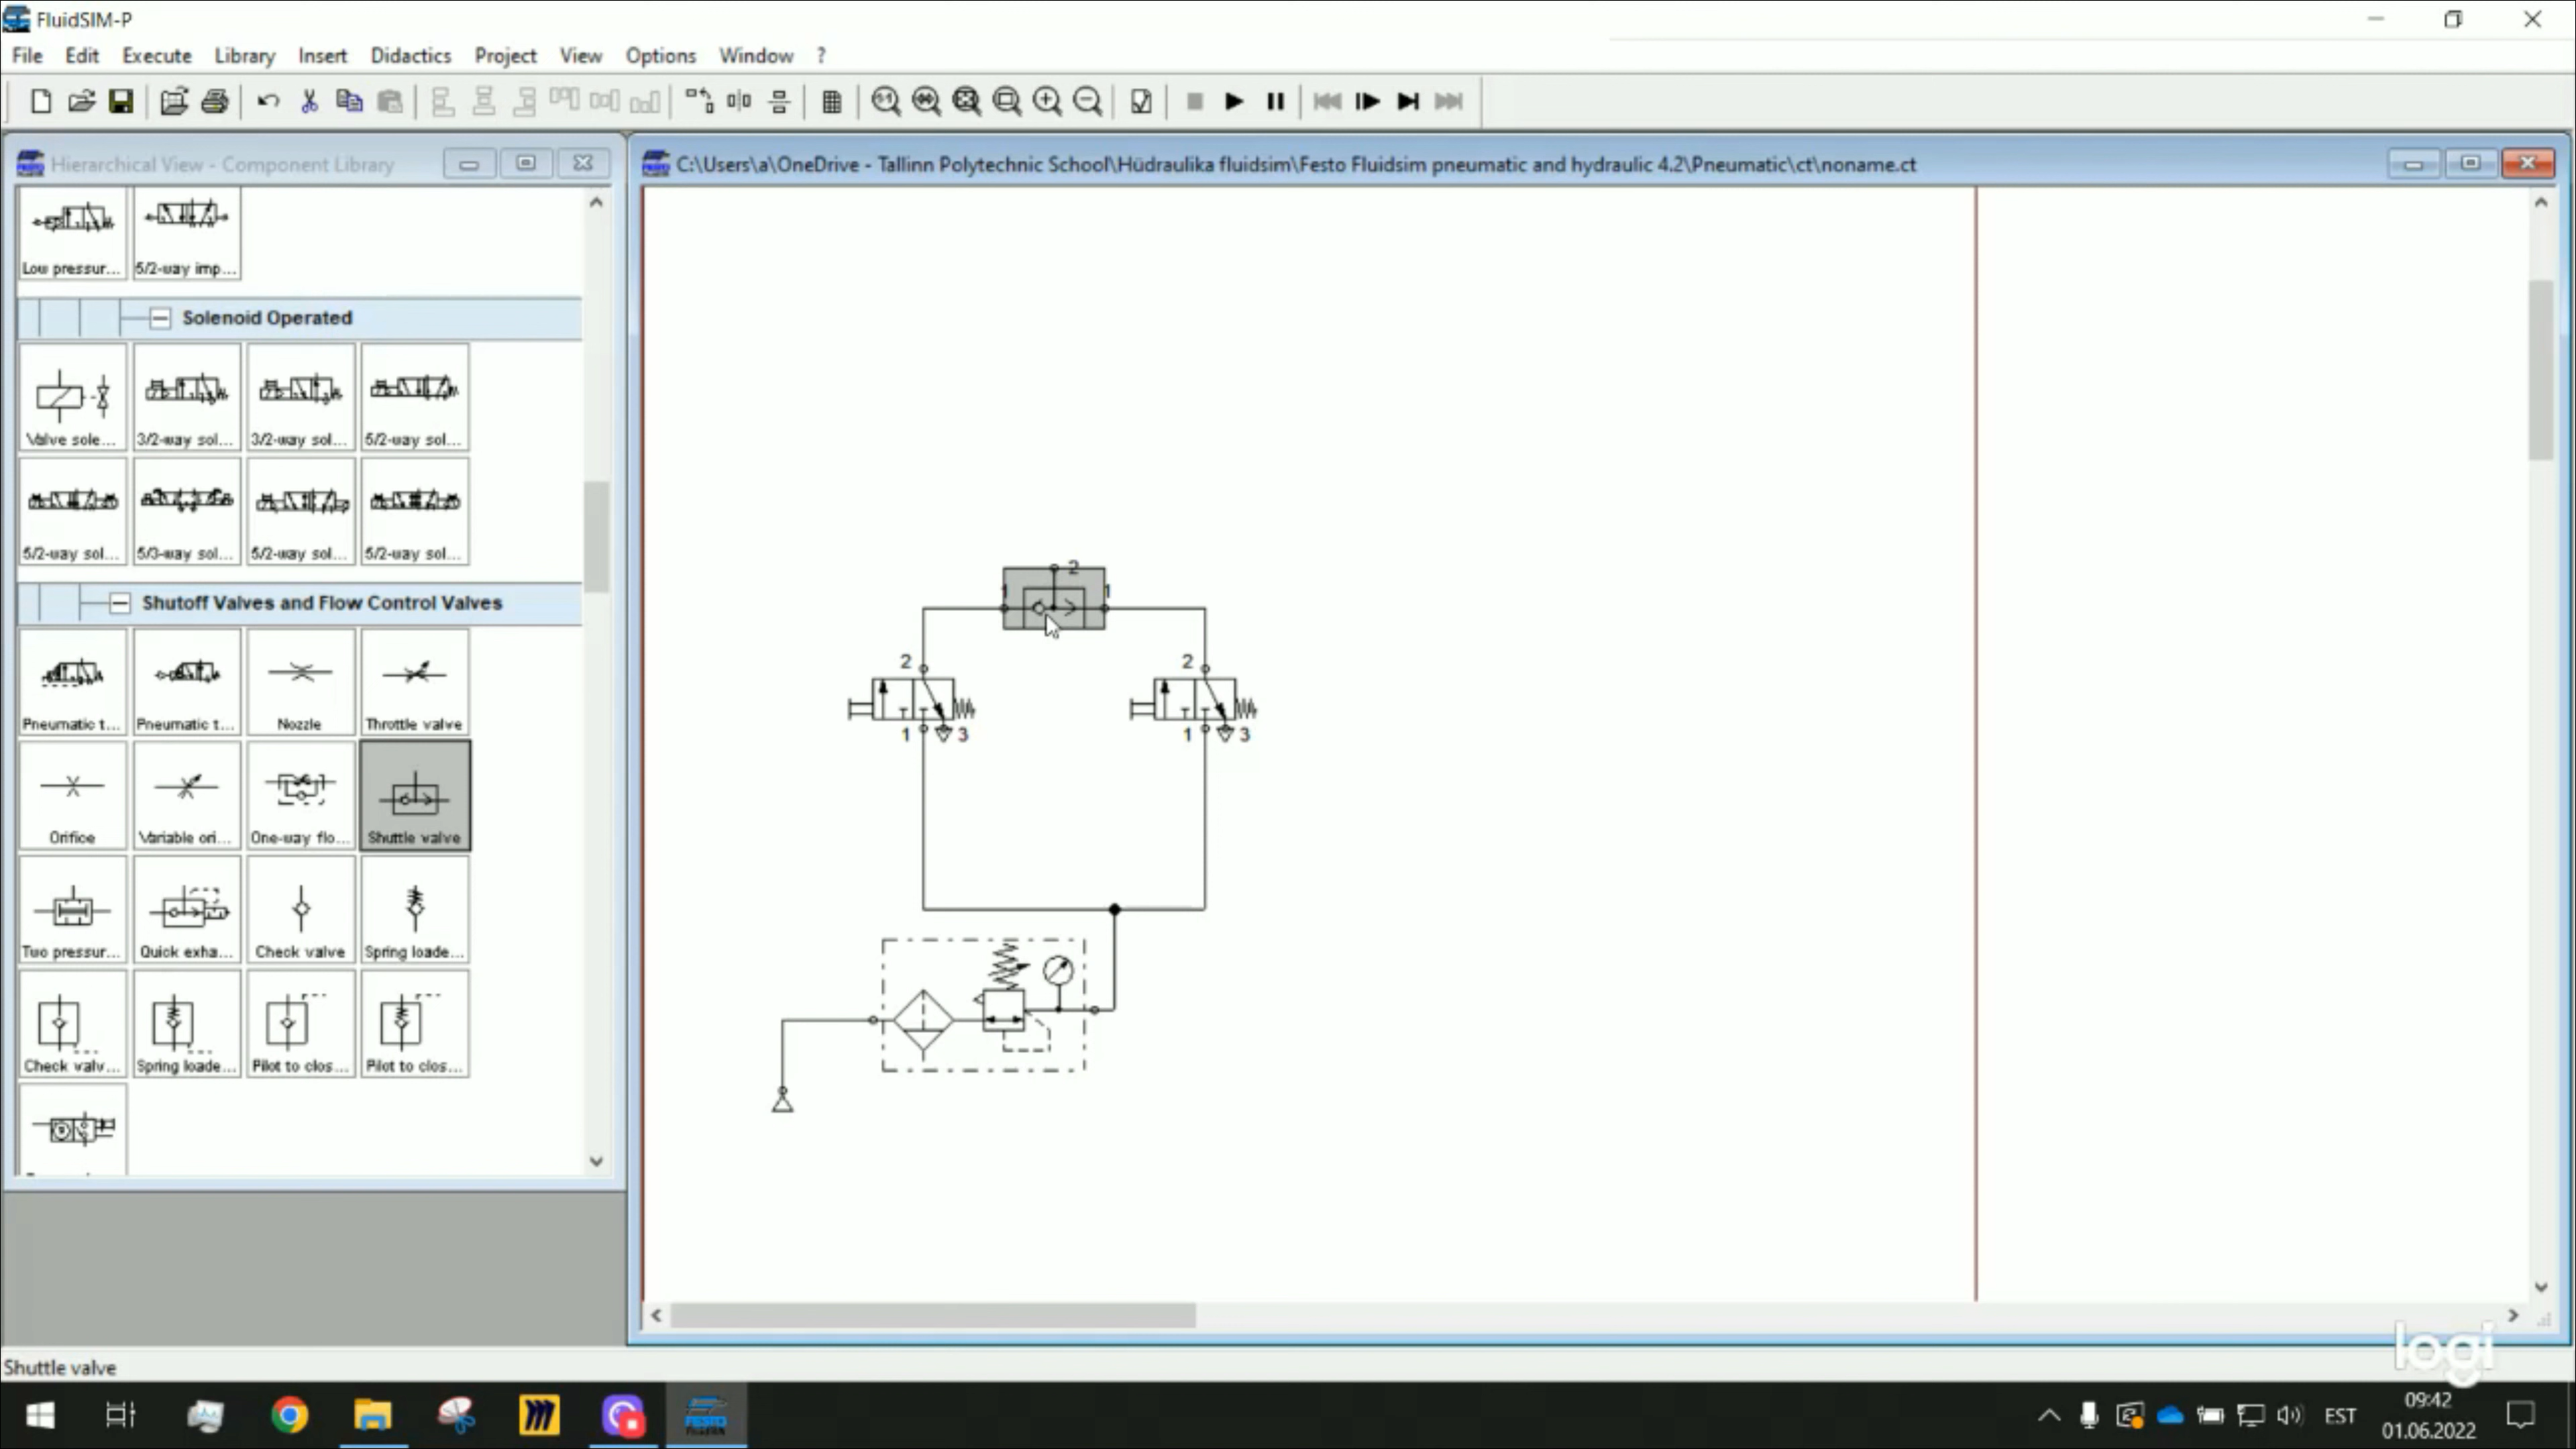 FluidSIM-P
File Edit Execute Library Insert Didactics Project View Options Window ?
Hierarchical View - Component Library
C:\Users\a\OneDrive - Tallinn Polytechnic School\Hüdraulika fluidsim\Festo Fluidsim pneumatic and hydraulic 4.2\Pneumatic\ct\noname.ct
Low pressur... 5/2-way imp...
Solenoid Operated
Valve sole... 3/2-way sol... 3/2-way sol... 5/2-way sol...
5/2-way sol... 5/3-way sol... 5/2-way sol... 5/2-way sol...
Shutoff Valves and Flow Control Valves
Pneumatic t... Pneumatic t... Nozzle Throttle valve
Orifice Variable ori... One-way flo... Shuttle valve
Two pressur... Quick exha... Check valve Spring loade...
Check valv... Spring loade... Pilot to clos... Pilot to clos...
2
1 1
2 2
1 3 1 3
logi
Shuttle valve
FESTO
EST
09:42
01.06.2022